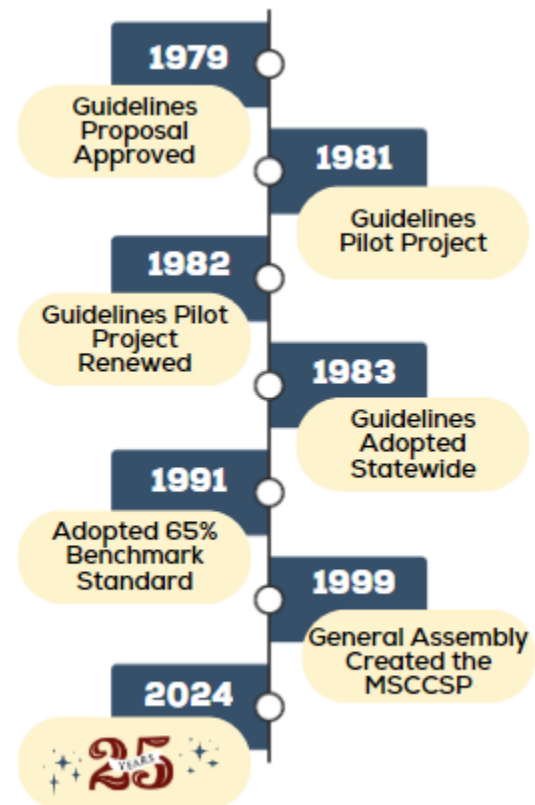 1979
Guidelines
Proposal
Approved
1981
Guidelines
Pilot Project
1982
Guidelines Pilot
Project
Renewed
1983
Guidelines
Adopted
Statewide
1991
Adopted 65%
Benchmark
Standard
1999
General Assembly
Created the
MSCCSP
2024
25
YEARS